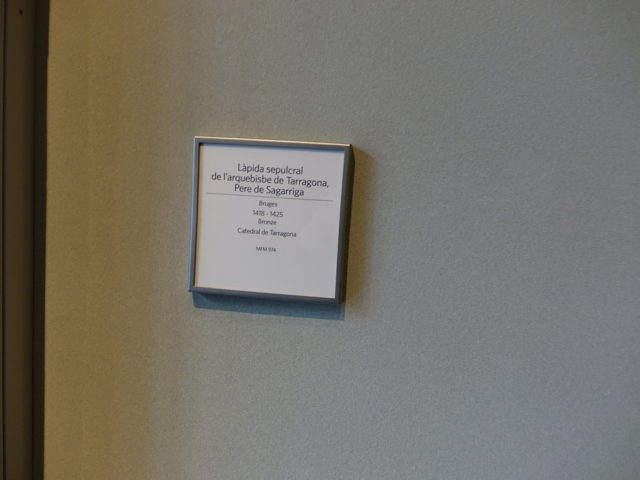 Làpida sepulcral
de l'arquebisbe de Tarragona,
Pere de Sagarriga
Bruges
1418 - 1425
Bronze
Catedral de Tarragona